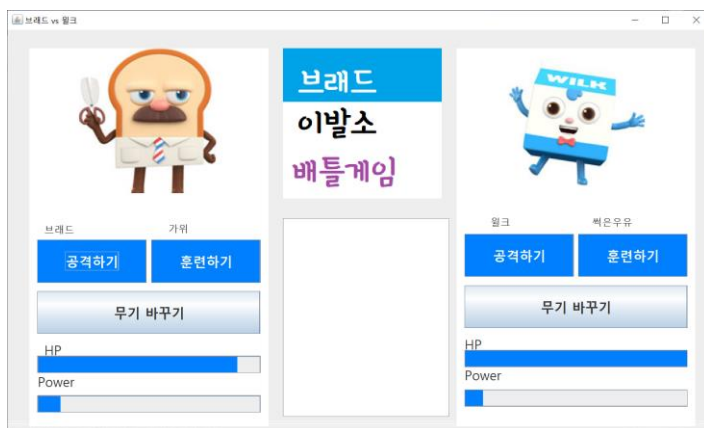 브래드 vs 윌크
브래드
이발소
배틀게임
WILK
브래드 가위
공격하기 훈련하기
무기 바꾸기
HP
Power
윌크 썩은우유
공격하기 훈련하기
무기 바꾸기
HP
Power